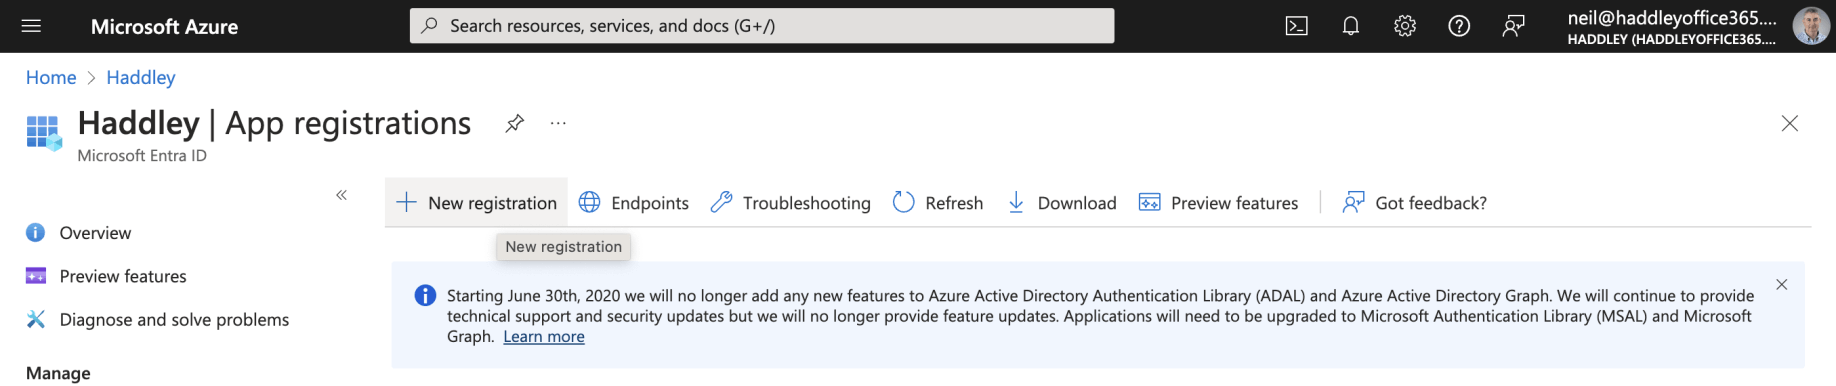 Microsoft Azure
Search resources, services, and docs (G+/)
neil@haddleyoffice365....
HADDLEY (HADDLEYOFFICE365....
Home > Haddley
Haddley | App registrations
...
Microsoft Entra ID
«
New registration
Endpoints
Troubleshooting
Refresh
Download
Preview features
Got feedback?
Overview
New registration
Preview features
Diagnose and solve problems
Manage
Starting June 30th, 2020 we will no longer add any new features to Azure Active Directory Authentication Library (ADAL) and Azure Active Directory Graph. We will continue to provide
technical support and security updates but we will no longer provide feature updates. Applications will need to be upgraded to Microsoft Authentication Library (MSAL) and Microsoft
Graph. Learn more